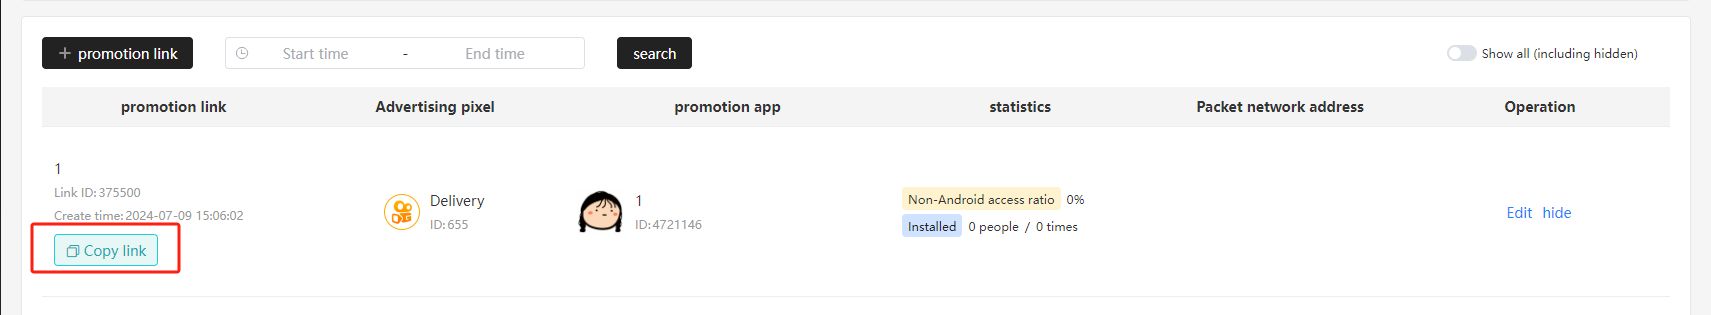 promotion link
Start time - End time
search
Show all (including hidden)
promotion link
Advertising pixel
promotion app
statistics
Packet network address
Operation
1
Link ID: 375500
Create time: 2024-07-09 15:06:02
Copy link
Delivery
ID: 655
1
ID: 4721146
Non-Android access ratio 0%
Installed 0 people / 0 times
Edit hide